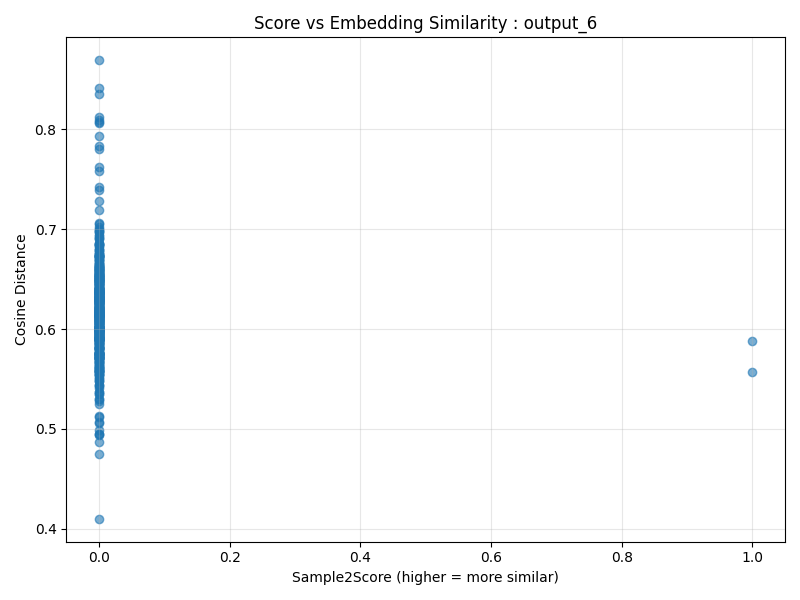 Score vs Embedding Similarity : output_6
0.8
0.7
0.6
0.5
0.4
Cosine Distance
0.0 0.2 0.4 0.6 0.8 1.0
Sample2Score (higher = more similar)